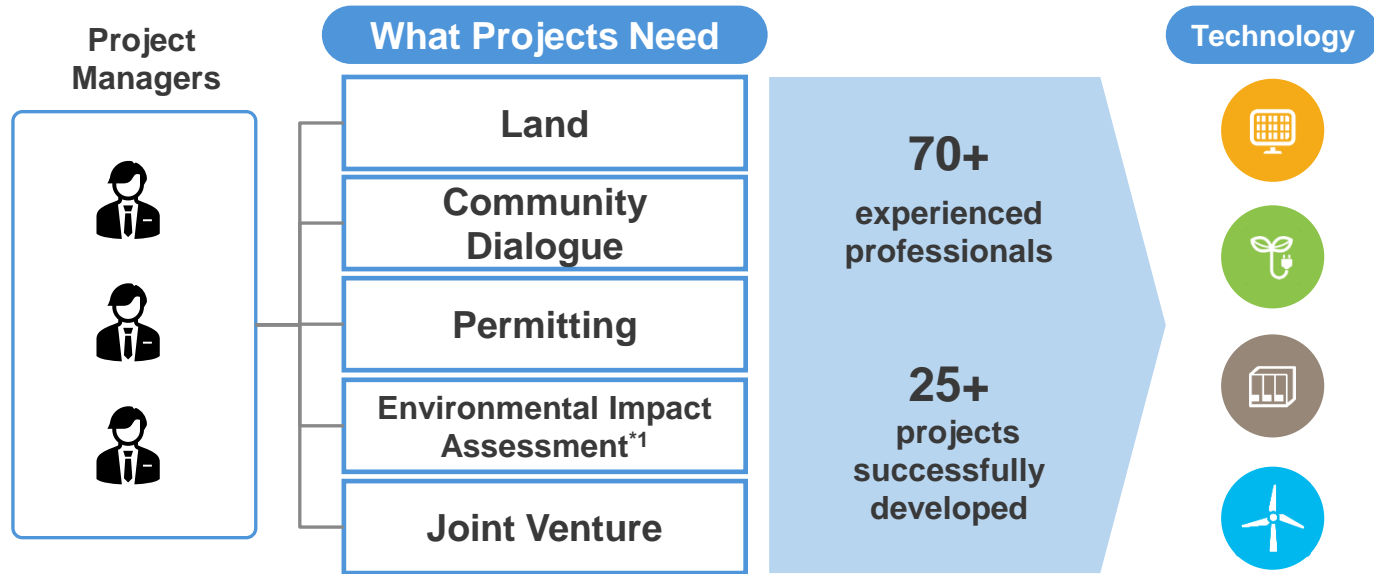 Project
Managers
What Projects Need
Land
Community
Dialogue
Permitting
Environmental Impact
Assessment*1
Joint Venture
70+
experienced
professionals
25+
projects
successfully
developed
Technology